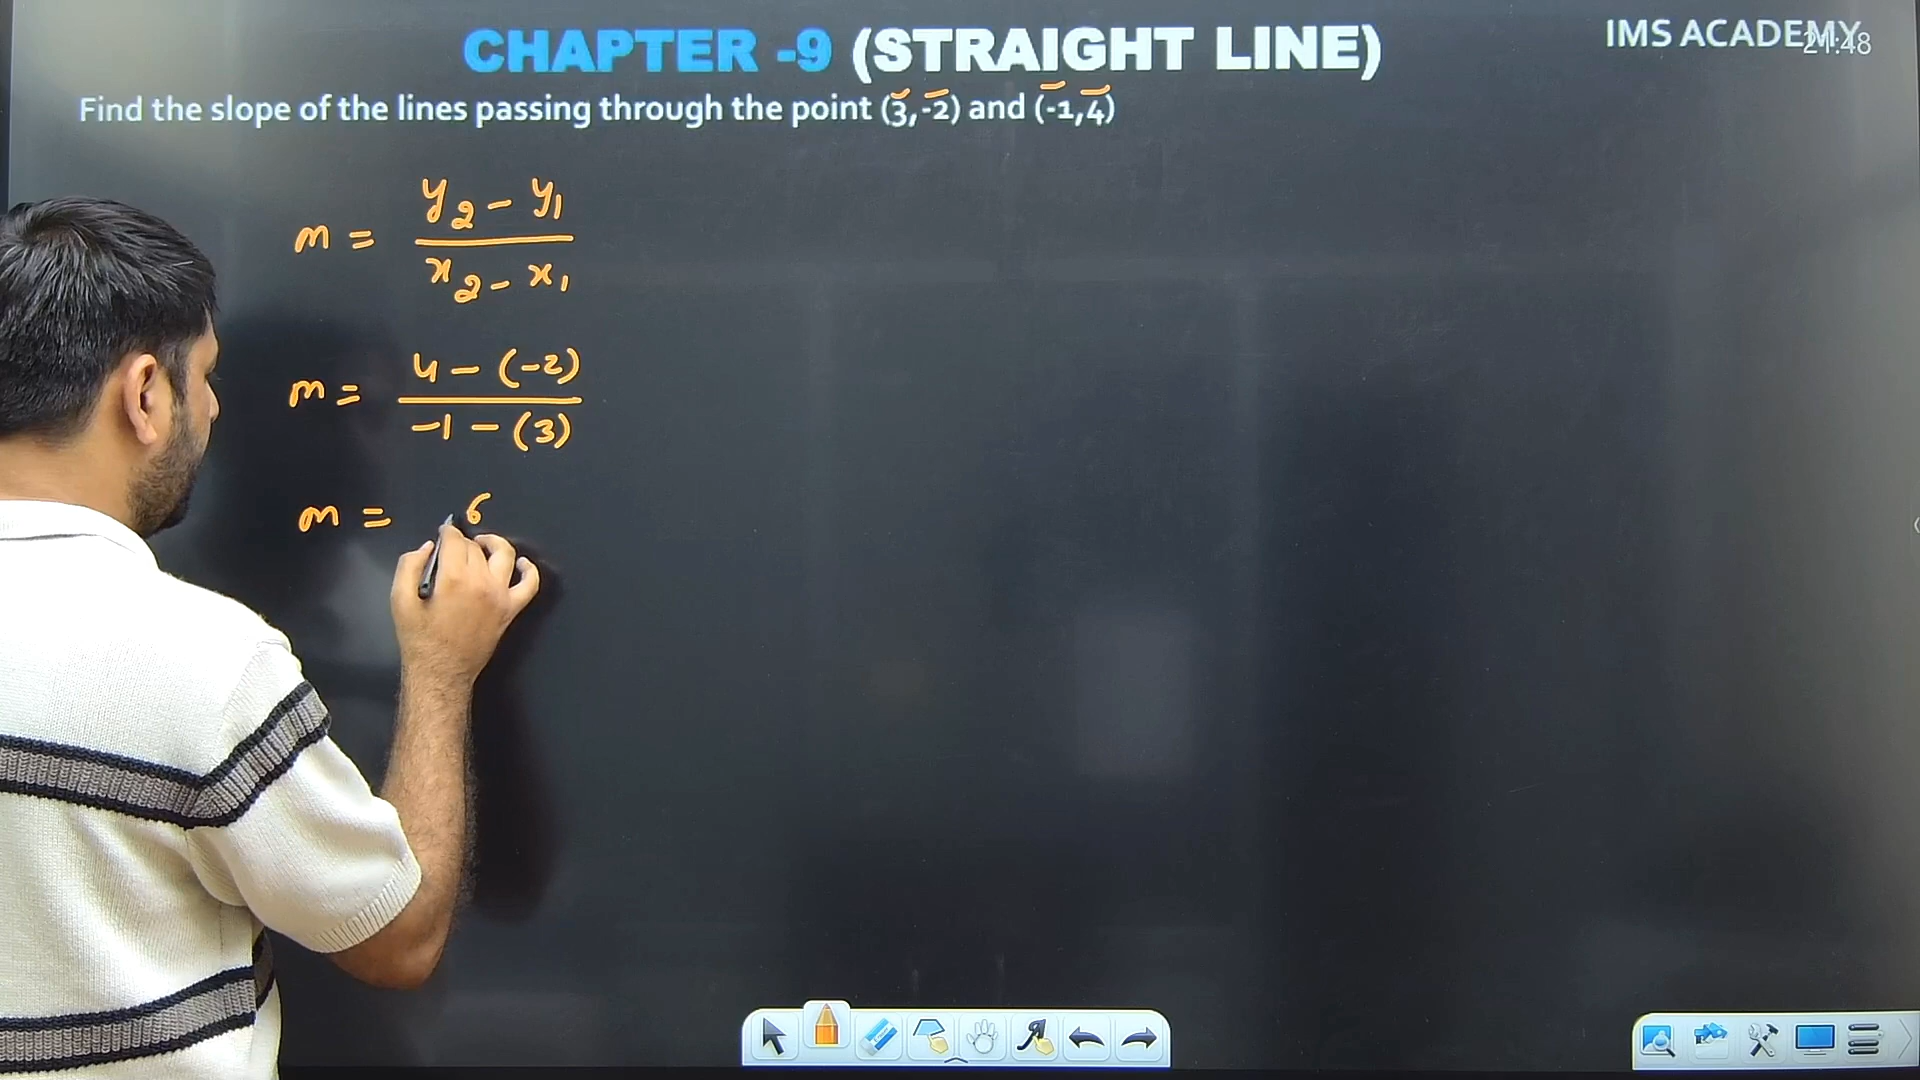 CHAPTER -9 (STRAIGHT LINE)
IMS ACADEMY
21:48
Find the slope of the lines passing through the point (3,-2) and (-1,4)
m = y₂ - y₁ / x₂ - x₁
m = 4 - (-2) / -1 - (3)
m = 6